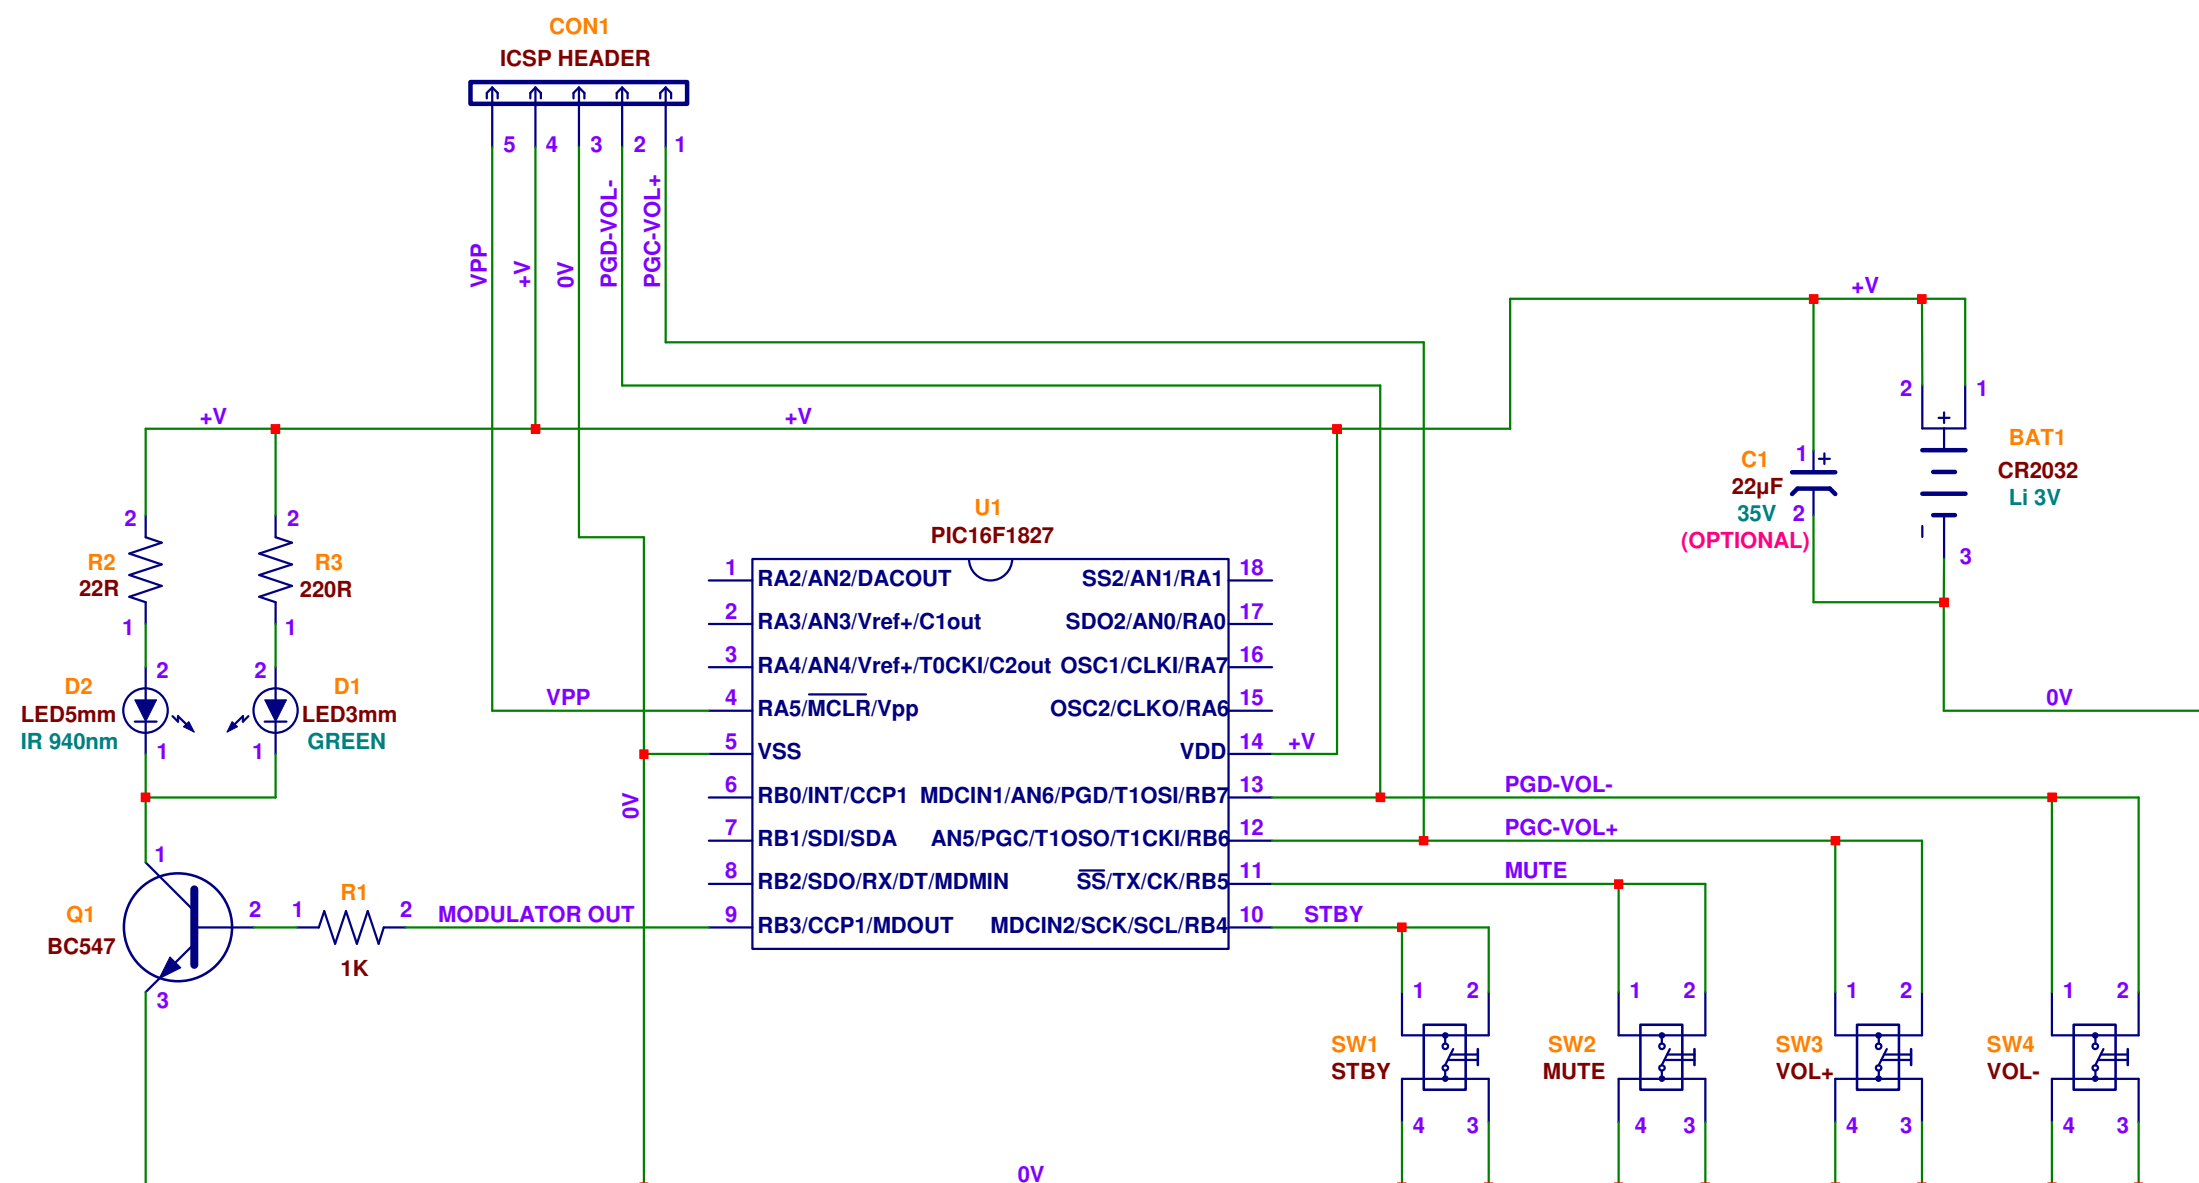 CON1
ICSP HEADER
5 4 3 2 1
VPP
+V
0V
PGD-VOL-
PGC-VOL+
+V
+V
+V
2 1
+
BAT1
CR2032
Li 3V
3
C1
22µF
35V
(OPTIONAL)
1 +
2
0V
2
R2
22R
1
2
R3
220R
1
2
D2
LED5mm
IR 940nm
1
2
D1
LED3mm
GREEN
1
1
Q1
BC547
2
3
1
R1
2
1K
MODULATOR OUT
VPP
0V
U1
PIC16F1827
1 RA2/AN2/DACOUT SS2/AN1/RA1 18
2 RA3/AN3/Vref+/C1out SDO2/AN0/RA0 17
3 RA4/AN4/Vref+/T0CKI/C2out OSC1/CLKI/RA7 16
4 RA5/MCLR/Vpp OSC2/CLKO/RA6 15
5 VSS VDD 14 +V
6 RB0/INT/CCP1 MDCIN1/AN6/PGD/T1OSI/RB7 13 PGD-VOL-
7 RB1/SDI/SDA AN5/PGC/T1OSO/T1CKI/RB6 12 PGC-VOL+
8 RB2/SDO/RX/DT/MDMIN SS/TX/CK/RB5 11 MUTE
9 RB3/CCP1/MDOUT MDCIN2/SCK/SCL/RB4 10 STBY
1 2
SW1
STBY
4 3
1 2
SW2
MUTE
4 3
1 2
SW3
VOL+
4 3
1 2
SW4
VOL-
4 3
0V